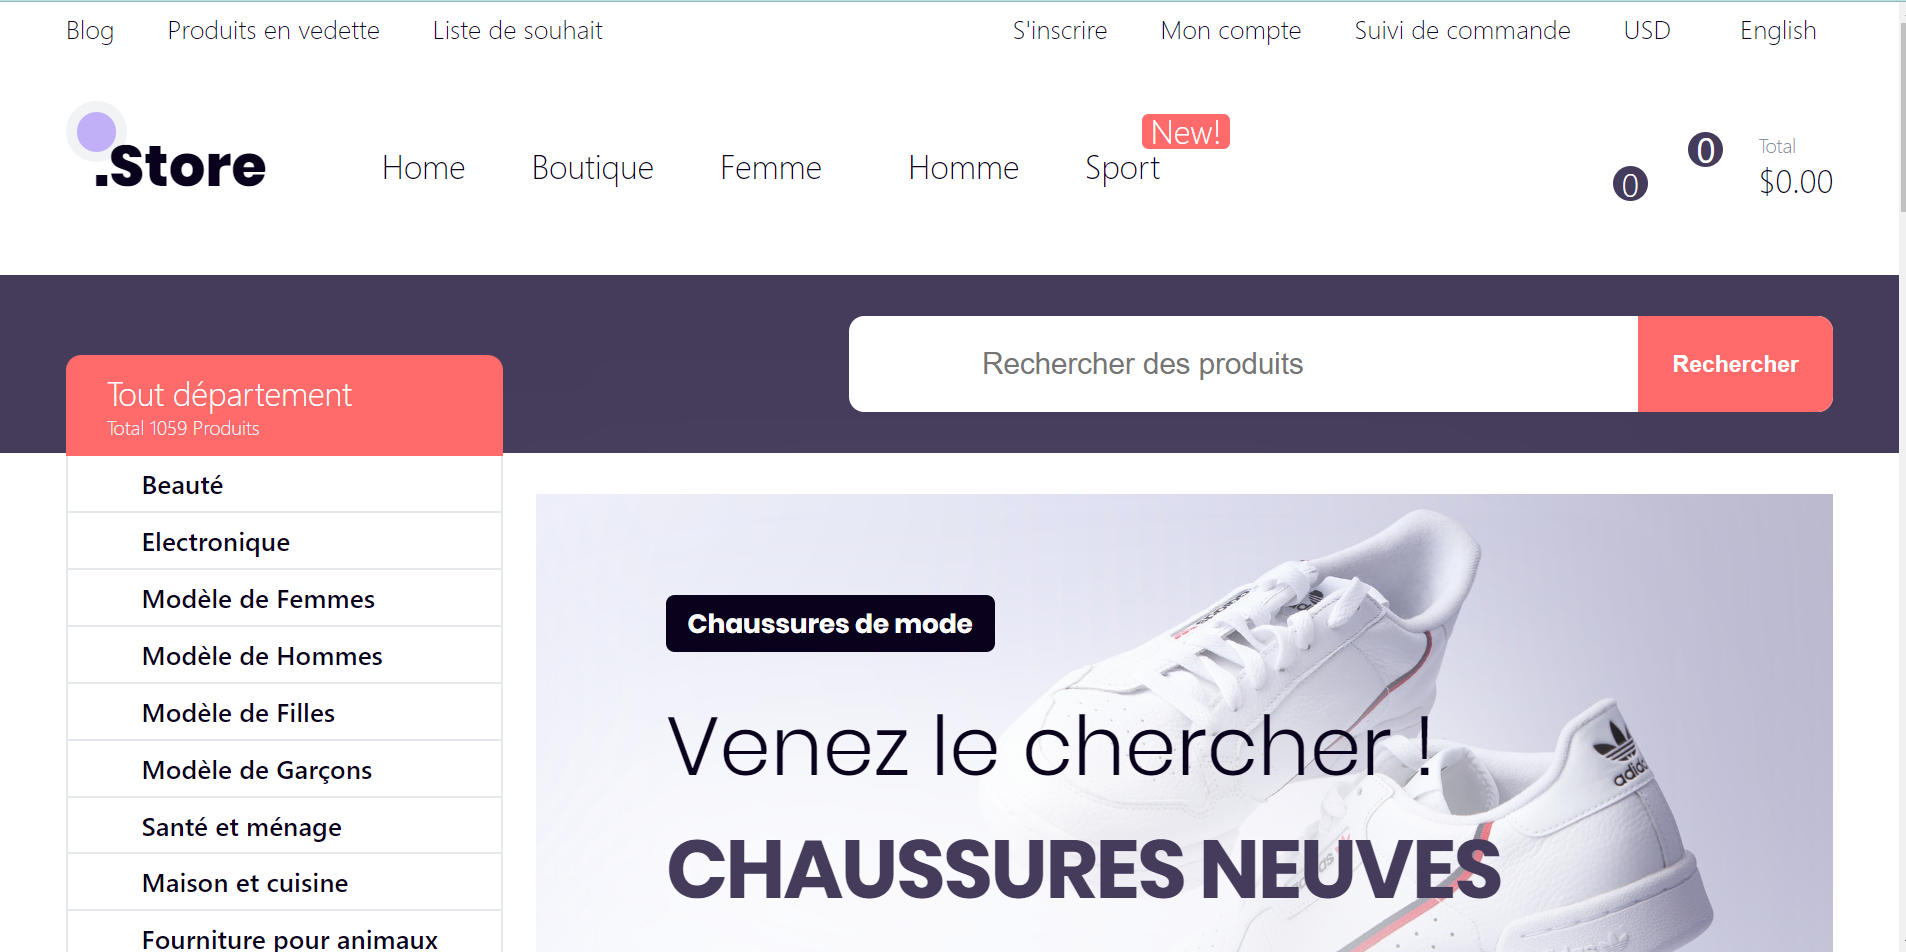 Blog Produits en vedette Liste de souhait S'inscrire Mon compte Suivi de commande USD English
.Store Home Boutique Femme Homme Sport New! 0 0 Total
$0.00
Rechercher des produits Rechercher
Tout département
Total 1059 Produits
Beauté
Electronique
Modèle de Femmes
Modèle de Hommes
Modèle de Filles
Modèle de Garçons
Santé et ménage
Maison et cuisine
Fourniture pour animaux
Chaussures de mode
Venez le chercher !
CHAUSSURES NEUVES
adidas